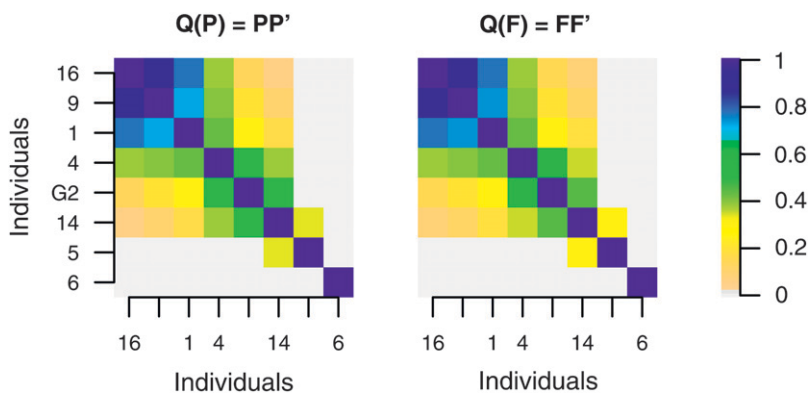 Q(P) = PP’ Q(F) = FF’
Individuals
16
9
1
4
G2
14
5
6
1
0.8
0.6
0.4
0.2
0
16 1 4 14 6
16 1 4 14 6
Individuals Individuals